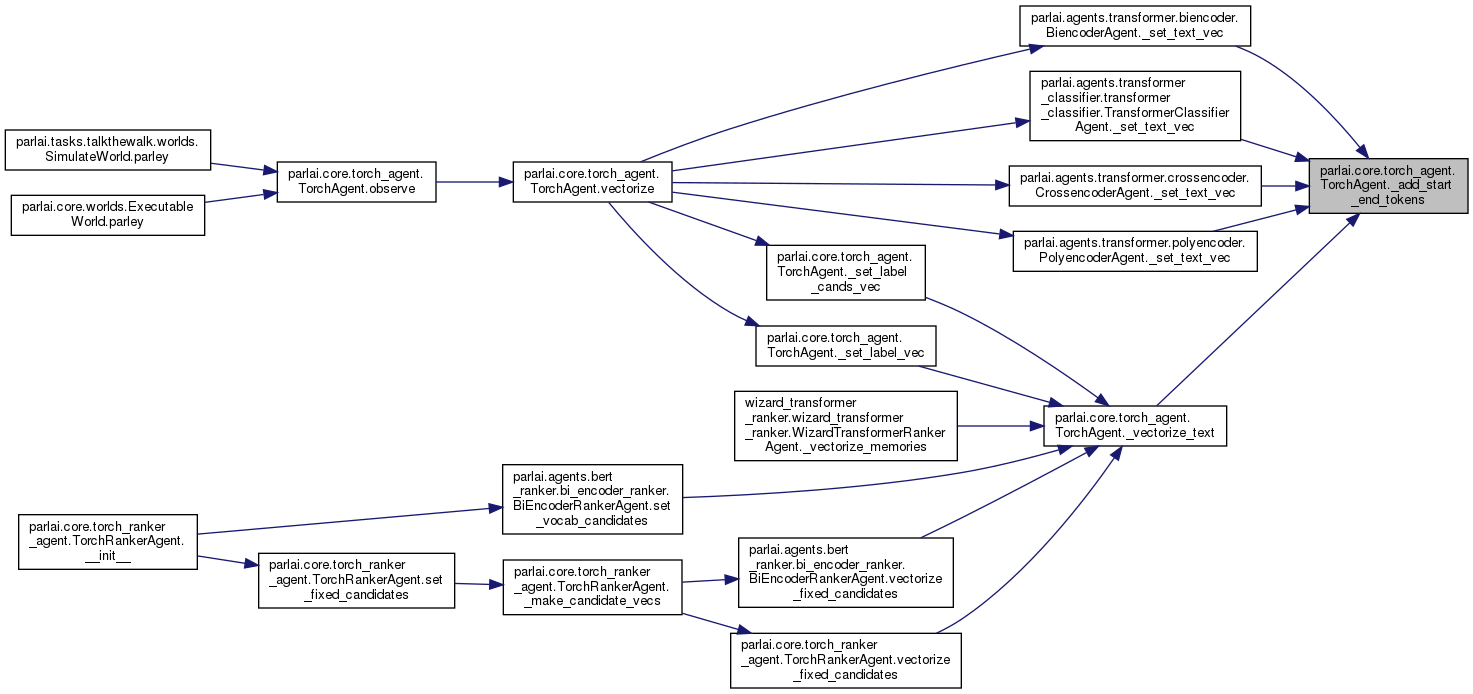 parlai.agents.transformer.biencoder.
BiencoderAgent._set_text_vec
parlai.agents.transformer
_classifier.transformer
_classifier.TransformerClassifier
Agent._set_text_vec
parlai.tasks.talkthewalk.worlds.
SimulateWorld.parley
parlai.core.torch_agent.
TorchAgent.observe
parlai.core.torch_agent.
TorchAgent.vectorize
parlai.agents.transformer.crossencoder.
CrossencoderAgent._set_text_vec
parlai.core.torch_agent.
TorchAgent._add_start
_end_tokens
parlai.core.worlds.Executable
World.parley
parlai.agents.transformer.polyencoder.
PolyencoderAgent._set_text_vec
parlai.core.torch_agent.
TorchAgent._set_label
_cands_vec
parlai.core.torch_agent.
TorchAgent._set_label_vec
wizard_transformer
_ranker.wizard_transformer
_ranker.WizardTransformerRanker
Agent._vectorize_memories
parlai.core.torch_agent.
TorchAgent._vectorize_text
parlai.agents.bert
_ranker.bi_encoder_ranker.
BiEncoderRankerAgent.set
_vocab_candidates
parlai.core.torch_ranker
_agent.TorchRankerAgent.
__init__
parlai.core.torch_ranker
_agent.TorchRankerAgent.set
_fixed_candidates
parlai.core.torch_ranker
_agent.TorchRankerAgent.
_make_candidate_vecs
parlai.agents.bert
_ranker.bi_encoder_ranker.
BiEncoderRankerAgent.vectorize
_fixed_candidates
parlai.core.torch_ranker
_agent.TorchRankerAgent.vectorize
_fixed_candidates